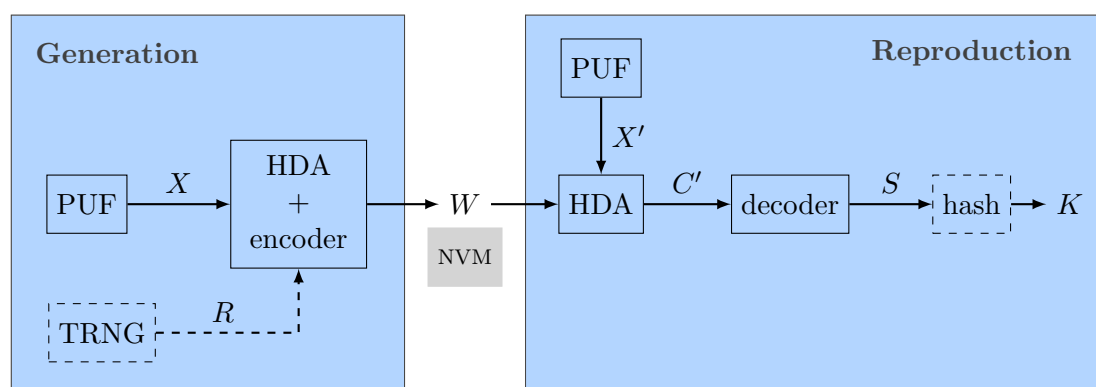 Generation
PUF
X
HDA
+
encoder
TRNG
R
W
NVM
Reproduction
PUF
X′
HDA
C′
decoder
S
hash
K